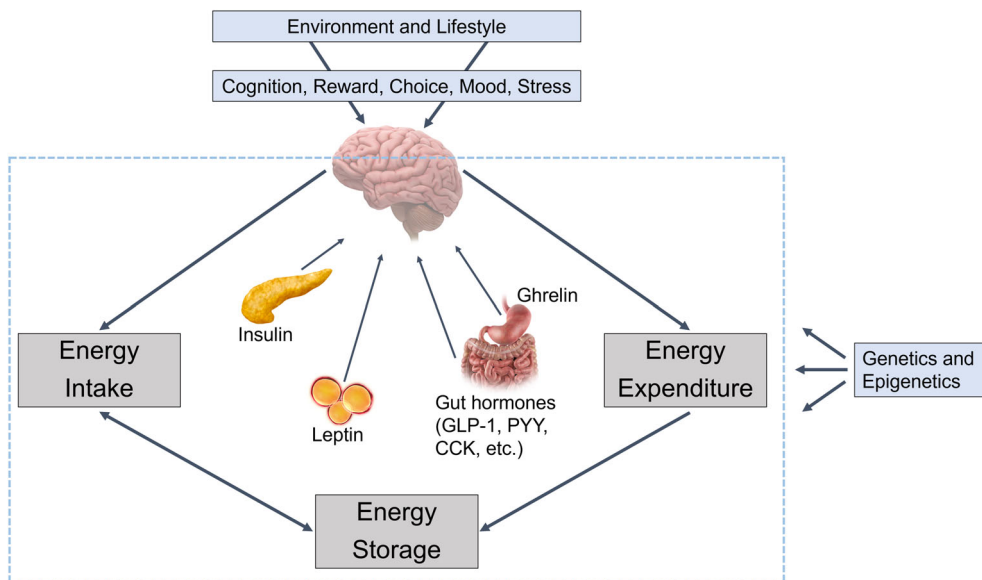 Environment and Lifestyle
Cognition, Reward, Choice, Mood, Stress
Insulin
Leptin
Ghrelin
Gut hormones
(GLP-1, PYY,
CCK, etc.)
Energy
Intake
Energy
Expenditure
Genetics and
Epigenetics
Energy
Storage